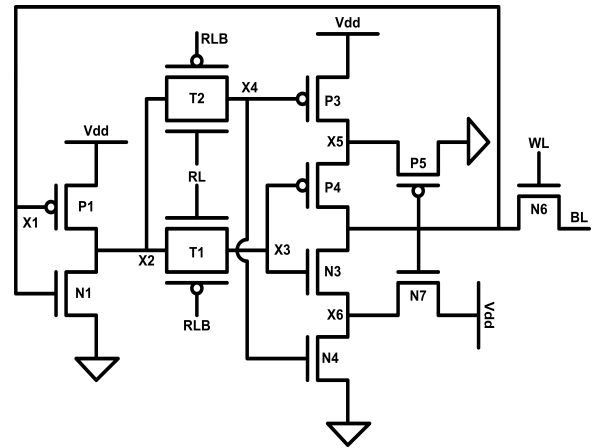 Vdd
RLB
X4
T2
P3
Vdd
X5
P5
WL
P1
RL
P4
N6
BL
X1
X2
T1
X3
N1
N3
N7
RLB
X6
Vdd
N4